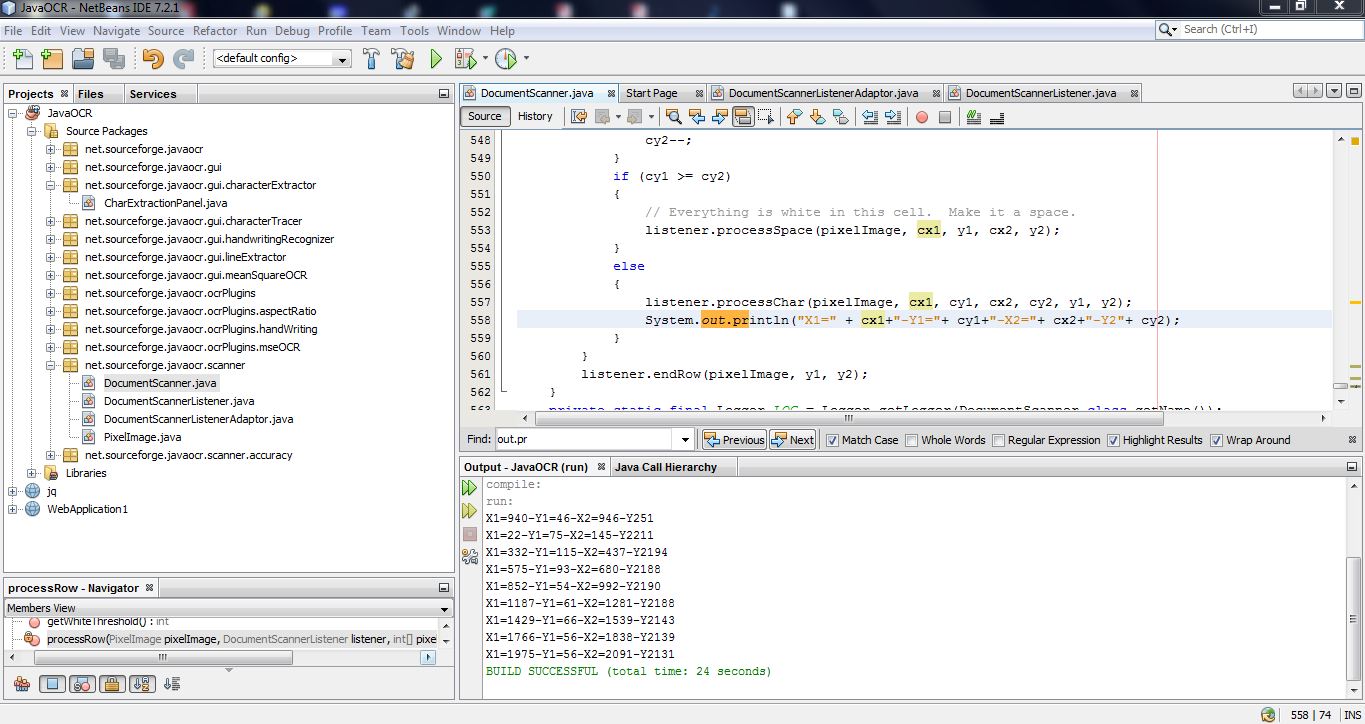 JavaOCR - NetBeans IDE 7.2.1
File Edit View Navigate Source Refactor Run Debug Profile Team Tools Window Help
Search (Ctrl+I)
<default config>
Projects Files Services
JavaOCR
Source Packages
net.sourceforge.javaocr
net.sourceforge.javaocr.gui
net.sourceforge.javaocr.gui.characterExtractor
CharExtractionPanel.java
net.sourceforge.javaocr.gui.characterTracer
net.sourceforge.javaocr.gui.handwritingRecognizer
net.sourceforge.javaocr.gui.lineExtractor
net.sourceforge.javaocr.gui.meanSquareOCR
net.sourceforge.javaocr.ocrPlugins
net.sourceforge.javaocr.ocrPlugins.aspectRatio
net.sourceforge.javaocr.ocrPlugins.handWriting
net.sourceforge.javaocr.ocrPlugins.mseOCR
net.sourceforge.javaocr.scanner
DocumentScanner.java
DocumentScannerListener.java
DocumentScannerListenerAdaptor.java
PixelImage.java
net.sourceforge.javaocr.scanner.accuracy
Libraries
jq
WebApplication1
processRow - Navigator
Members View
getWhiteThreshold() : int
processRow(PixelImage pixelImage, DocumentScannerListener listener, int[] pixe
DocumentScanner.java Start Page DocumentScannerListenerAdaptor.java DocumentScannerListener.java
Source History
548 cy2--;
549 }
550 if (cy1 >= cy2)
551 {
552 // Everything is white in this cell.  Make it a space.
553 listener.processSpace(pixelImage, cx1, y1, cx2, y2);
554 }
555 else
556 {
557 listener.processChar(pixelImage, cx1, cy1, cx2, cy2, y1, y2);
558 System.out.println("X1=" + cx1+"-Y1="+ cy1+"-X2="+ cx2+"-Y2"+ cy2);
559 }
560 }
561 listener.endRow(pixelImage, y1, y2);
562 }
563 private static final Logger LOG = Logger.getLogger(DocumentScanner.class.getName());
Find: out.pr Previous Next Match Case Whole Words Regular Expression Highlight Results Wrap Around
Output - JavaOCR (run) Java Call Hierarchy
compile:
run:
X1=940-Y1=46-X2=946-Y251
X1=22-Y1=75-X2=145-Y2211
X1=332-Y1=115-X2=437-Y2194
X1=575-Y1=93-X2=680-Y2188
X1=852-Y1=54-X2=992-Y2190
X1=1187-Y1=61-X2=1281-Y2188
X1=1429-Y1=66-X2=1539-Y2143
X1=1766-Y1=56-X2=1838-Y2139
X1=1975-Y1=56-X2=2091-Y2131
BUILD SUCCESSFUL (total time: 24 seconds)
558 | 74 INS